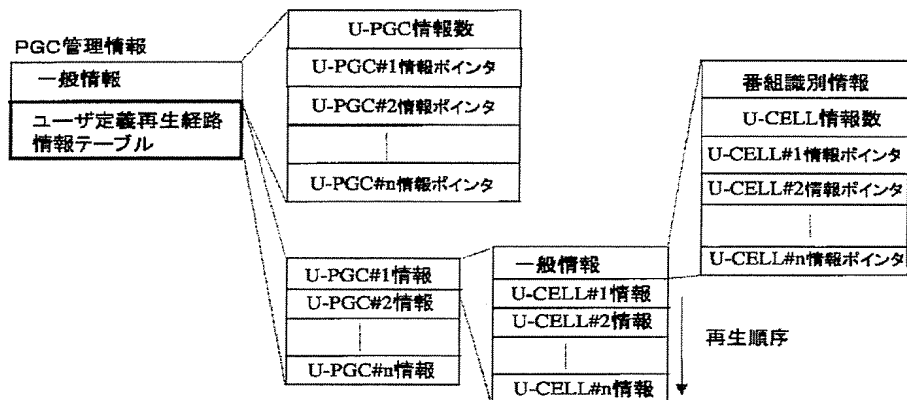 PGC管理情報
一般情報
ユーザ定義再生経路
情報テーブル
U-PGC情報数
U-PGC#1情報ポインタ
U-PGC#2情報ポインタ
U-PGC#n情報ポインタ
U-PGC#1情報
U-PGC#2情報
U-PGC#n情報
一般情報
U-CELL#1情報
U-CELL#2情報
U-CELL#n情報
番組識別情報
U-CELL情報数
U-CELL#1情報ポインタ
U-CELL#2情報ポインタ
U-CELL#n情報ポインタ
再生順序